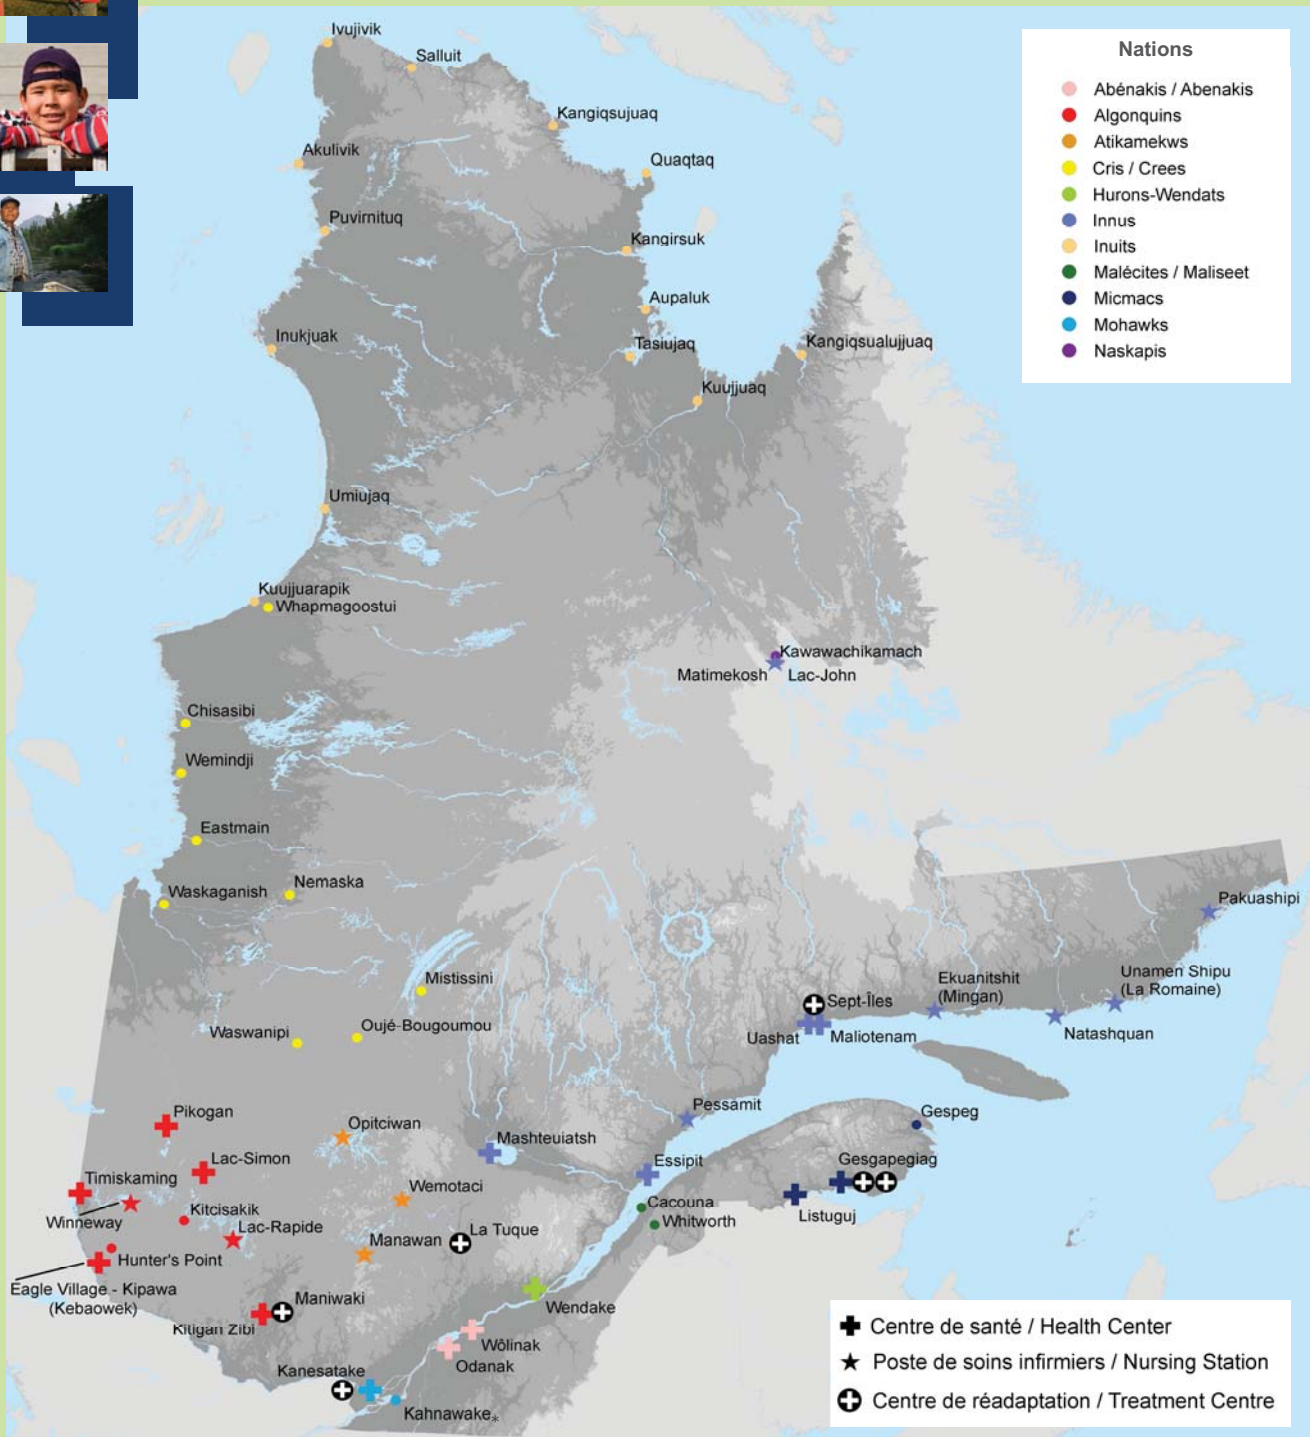 Ivujivik
Salluit
Nations
Abénakis / Abenakis
Algonquins
Atikamekws
Cris / Crees
Hurons-Wendats
Innus
Inuits
Malécites / Maliseet
Micmacs
Mohawks
Naskapis
Kangiqsujuaq
Akulivik
Quaqtaq
Puvirnituq
Kangirsuk
Aupaluk
Inukjuak
Tasiujaq
Kangiqsualujjuaq
Kuujjuaq
Umiujaq
Kuujjuarapik
Whapmagoostui
Kawawachikamach
Matimekosh
Lac-John
Chisasibi
Wemindji
Eastmain
Waskaganish
Nemaska
Pakuashipi
Mistissini
Ekuanitshit
(Mingan)
Unamen Shipu
(La Romaine)
Sept-Îles
Waswanipi
Oujé-Bougoumou
Uashat
Maliotenam
Natashquan
Pikogan
Opitciwan
Pessamit
Gespeg
Mashteuiatsh
Lac-Simon
Essipit
Gesgapegiag
Timiskaming
Wemotaci
Winneway
Kitcisakik
Cacouna
Listuguj
Lac-Rapide
Whitworth
La Tuque
Manawan
Hunter's Point
Eagle Village - Kipawa
(Kebaowek)
Maniwaki
Wendake
Kitigan Zibi
Wôlinak
Odanak
Kanesatake
Kahnawake*
Centre de santé / Health Center
Poste de soins infirmiers / Nursing Station
Centre de réadaptation / Treatment Centre